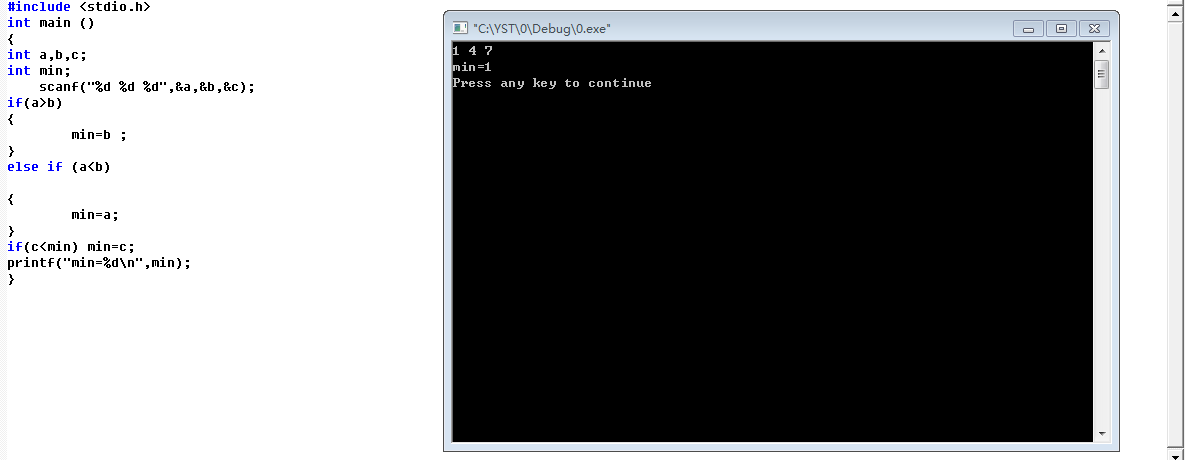 #include <stdio.h>
int main ()
{
int a,b,c;
int min;
    scanf("%d %d %d",&a,&b,&c);
if(a>b)
{
        min=b ;
}
else if (a<b)

{
        min=a;
}
if(c<min) min=c;
printf("min=%d\n",min);
}
"C:\YST\0\Debug\0.exe"
1 4 7
min=1
Press any key to continue